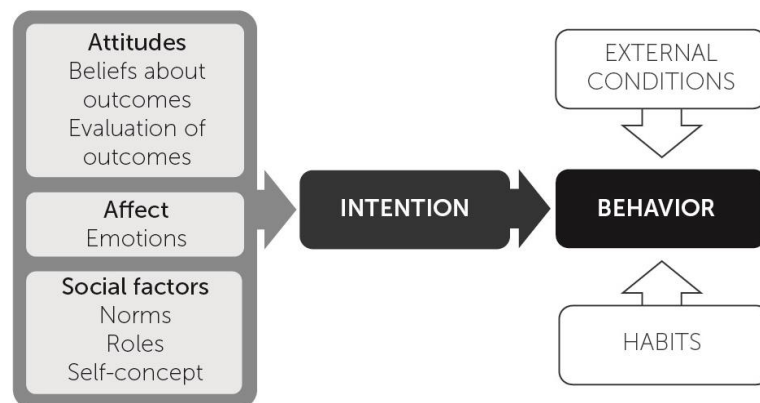 Attitudes
Beliefs about
outcomes
Evaluation of
outcomes
Affect
Emotions
Social factors
Norms
Roles
Self-concept
INTENTION
EXTERNAL
CONDITIONS
BEHAVIOR
HABITS